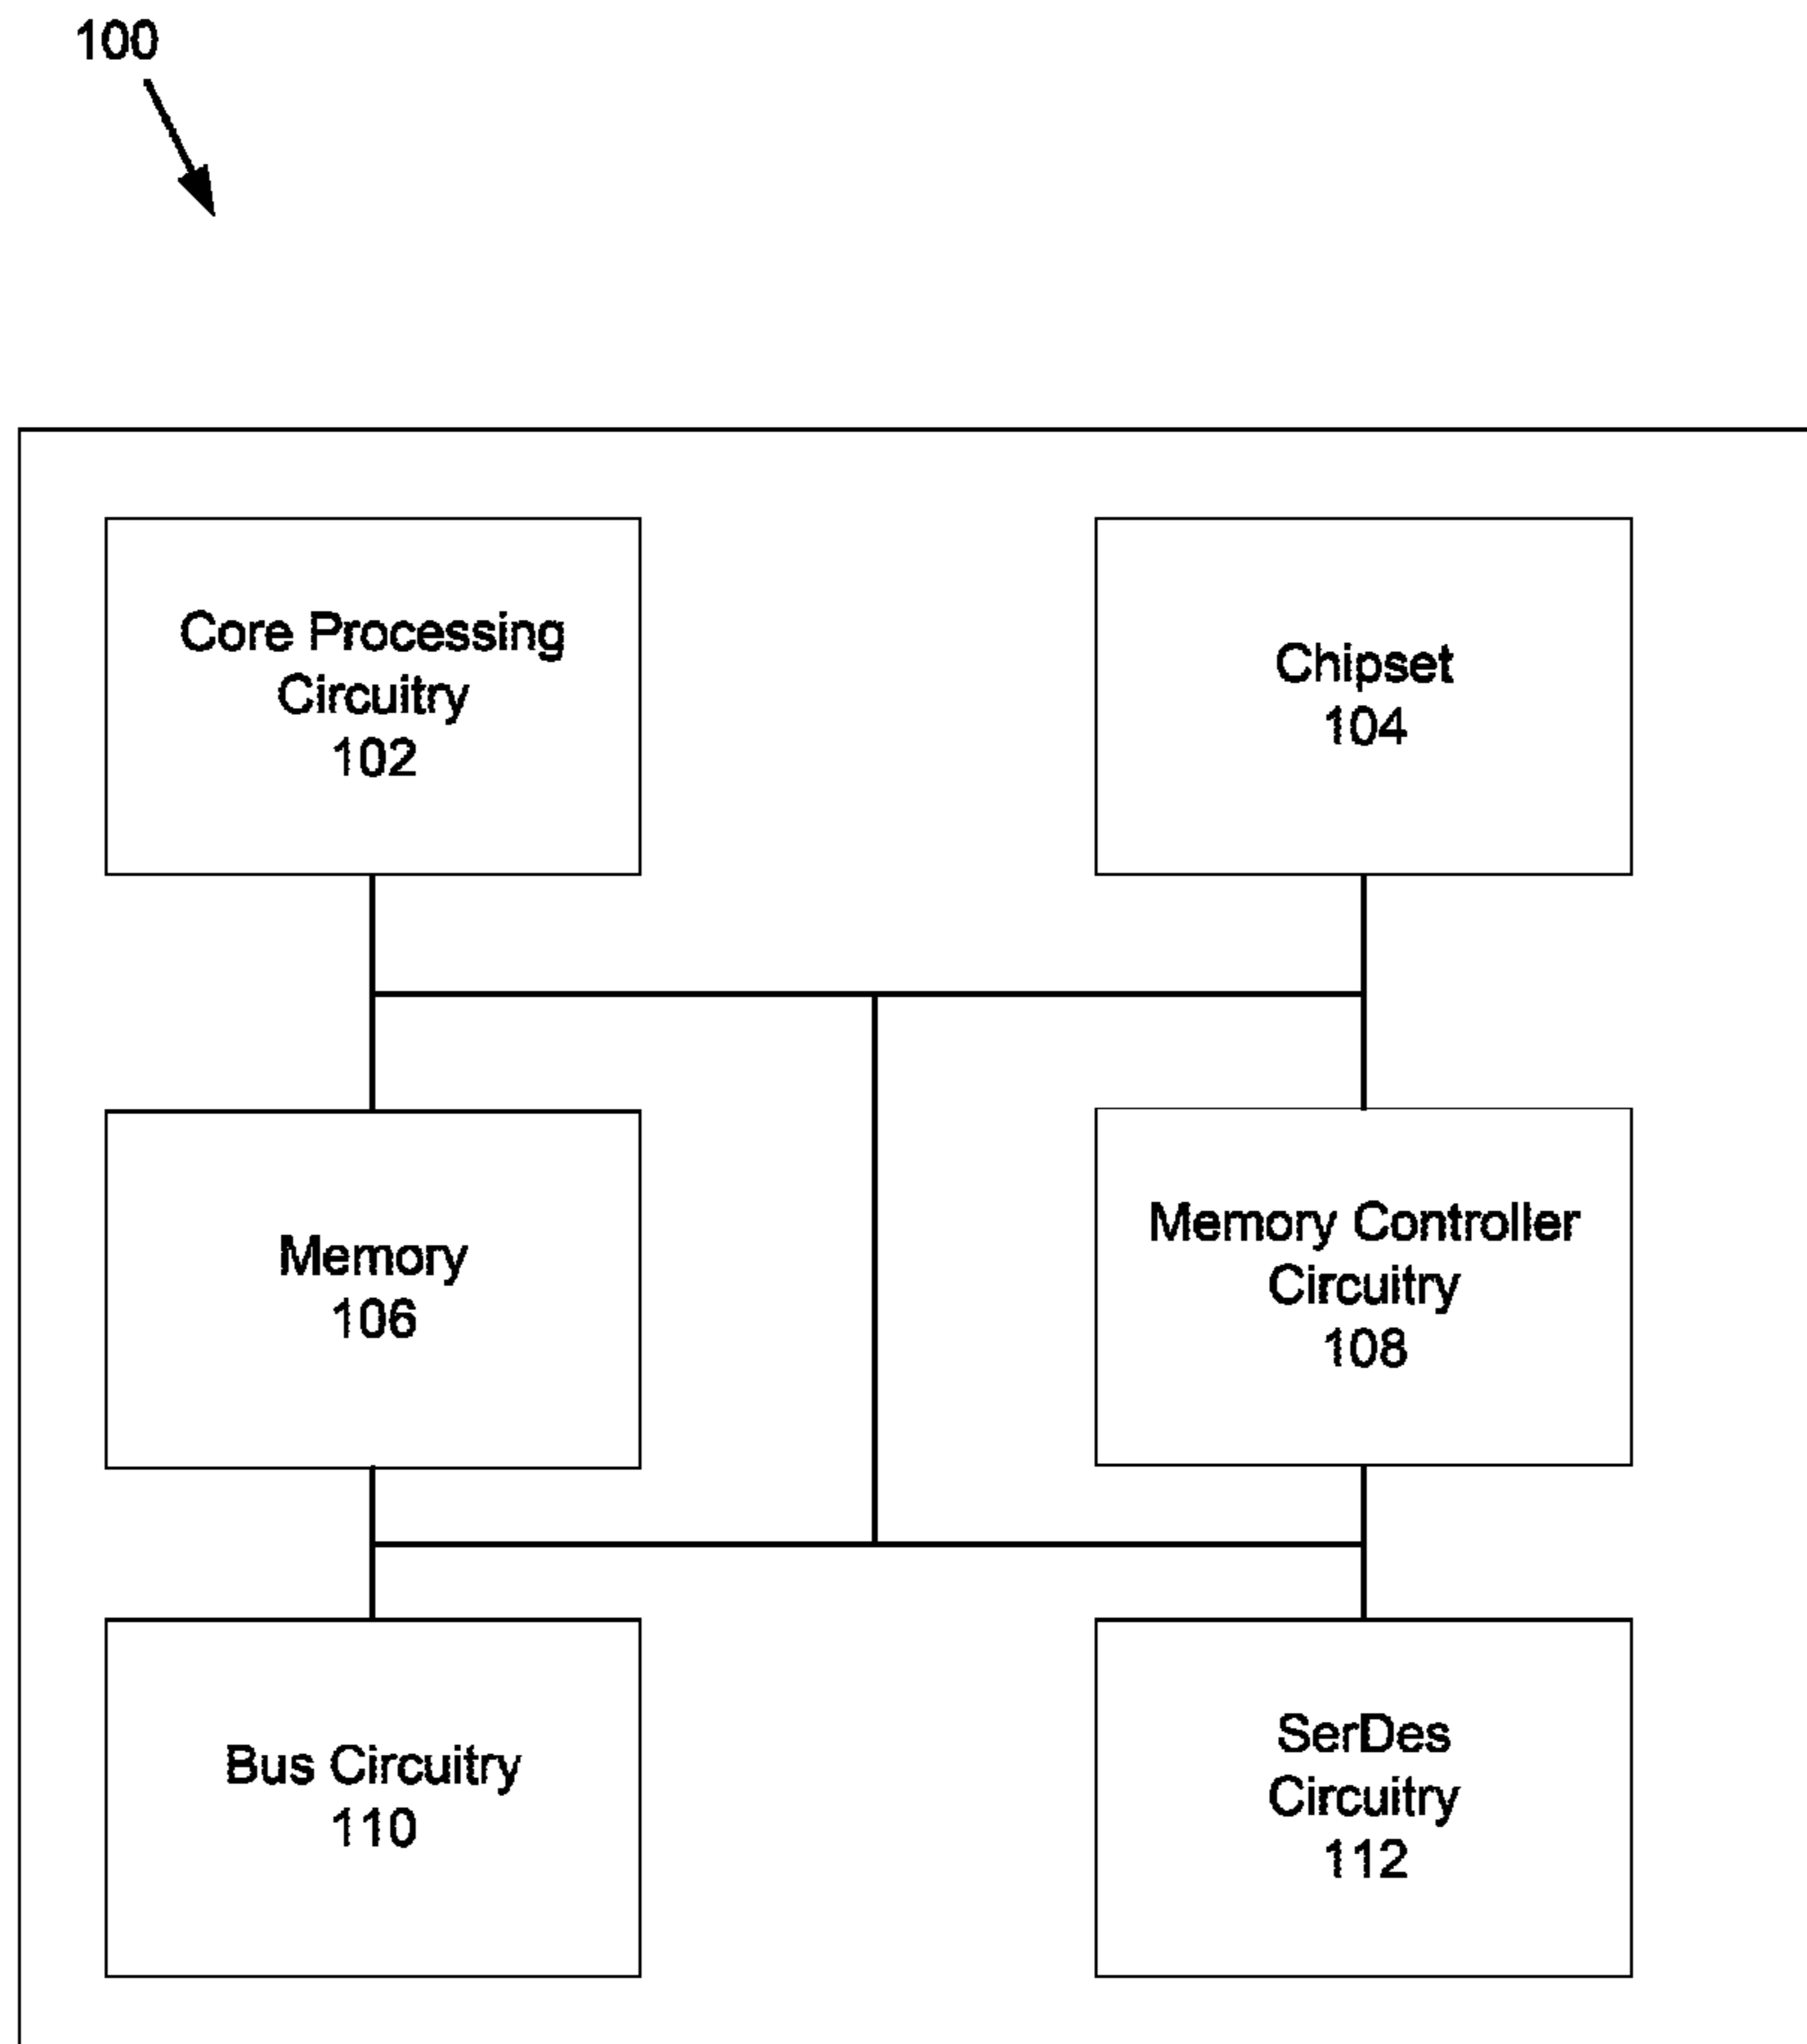 100
Core Processing
Circuitry
102
Chipset
104
Memory
106
Memory Controller
Circuitry
108
Bus Circuitry
110
SerDes
Circuitry
112